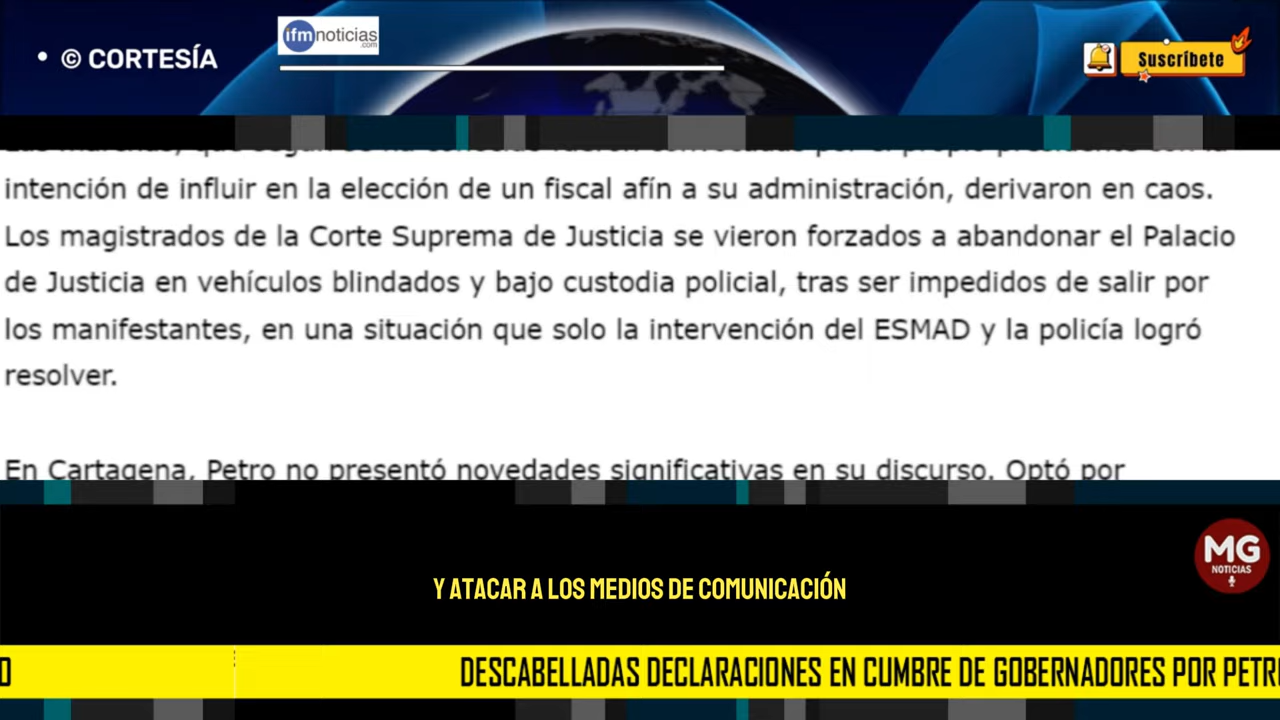 • © CORTESÍA
ifmnoticias
.com
Suscríbete
intención de influir en la elección de un fiscal afín a su administración, derivaron en caos.
Los magistrados de la Corte Suprema de Justicia se vieron forzados a abandonar el Palacio
de Justicia en vehículos blindados y bajo custodia policial, tras ser impedidos de salir por
los manifestantes, en una situación que solo la intervención del ESMAD y la policía logró
resolver.
En Cartagena, Petro no presentó novedades significativas en su discurso. Optó por
MG
NOTICIAS
Y ATACAR A LOS MEDIOS DE COMUNICACIÓN
O DESCABELLADAS DECLARACIONES EN CUMBRE DE GOBERNADORES POR PETR